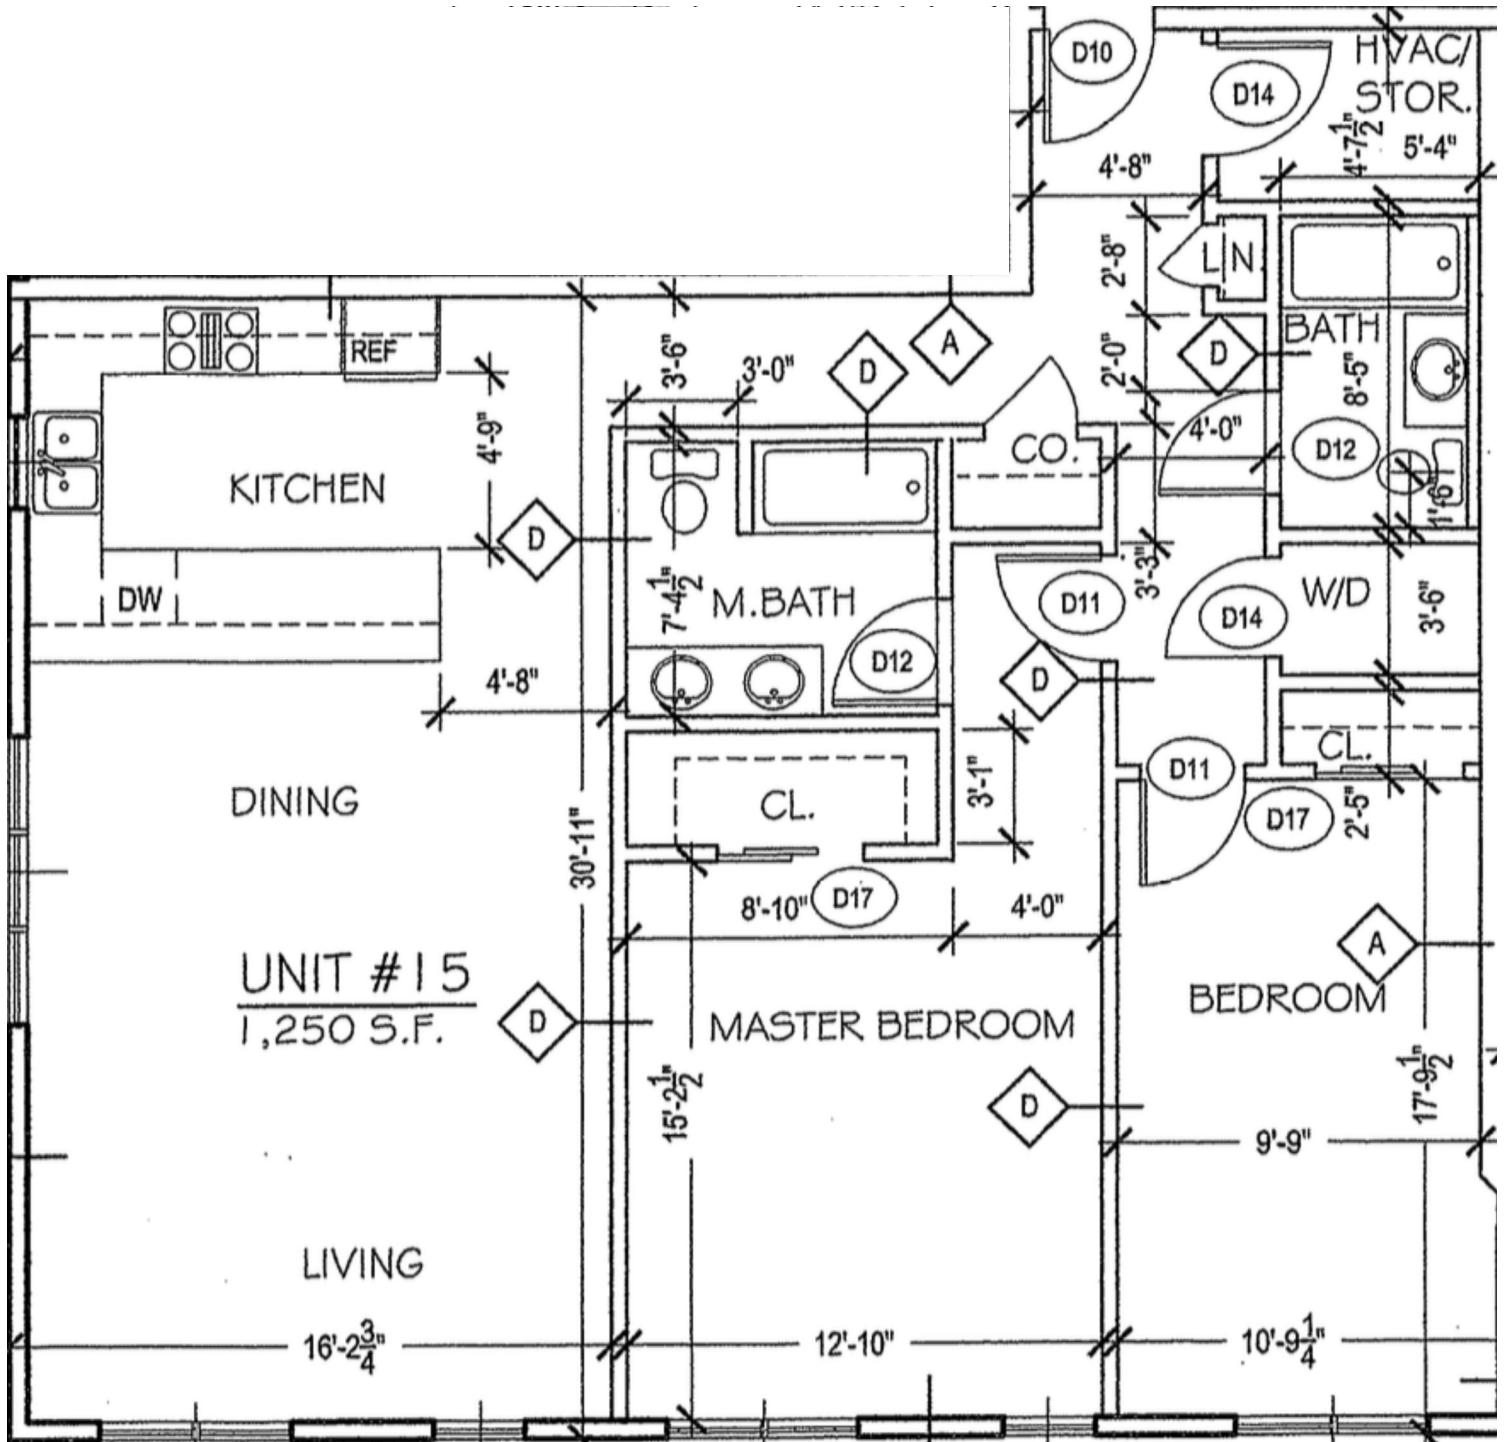 D10
HVAC/
STOR.
D14
4'-7 1/2"
5'-4"
4'-8"
2'-8"
LN.
BATH
D
2'-0"
8'-5"
A
D
3'-6"
3'-0"
REF
4'-9"
KITCHEN
CO.
4'-0"
D12
1'-6"
D
DW
7'-4 1/2"
M.BATH
D12
D11
3'-3"
D14
W/D
3'-6"
D
4'-8"
3'-1"
D11
CL.
2'-5"
D17
DINING
CL.
30'-11"
8'-10"
D17
4'-0"
A
UNIT #15
1,250 S.F.
D
MASTER BEDROOM
BEDROOM
15'-2 1/2"
D
17'-9 1/2"
9'-9"
LIVING
16'-2 3/4"
12'-10"
10'-9 1/4"